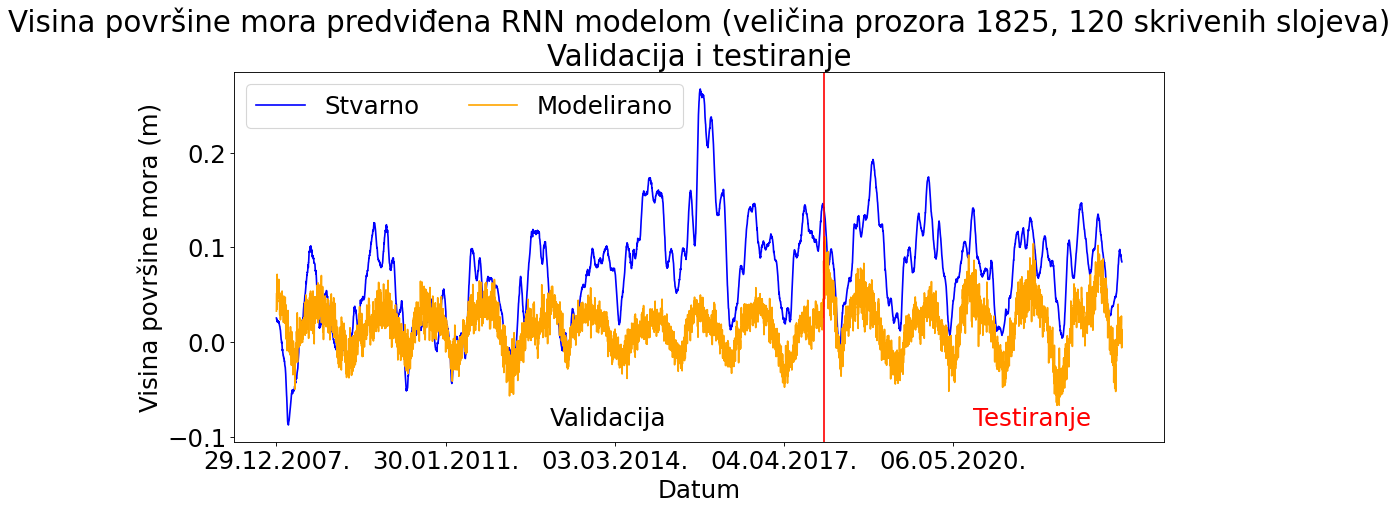 Visina površine mora predviđena RNN modelom (veličina prozora 1825, 120 skrivenih slojeva)
Validacija i testiranje
Stvarno
Modelirano
Visina površine mora (m)
0.2
0.1
0.0
−0.1
Validacija
Testiranje
29.12.2007.
30.01.2011.
03.03.2014.
04.04.2017.
06.05.2020.
Datum